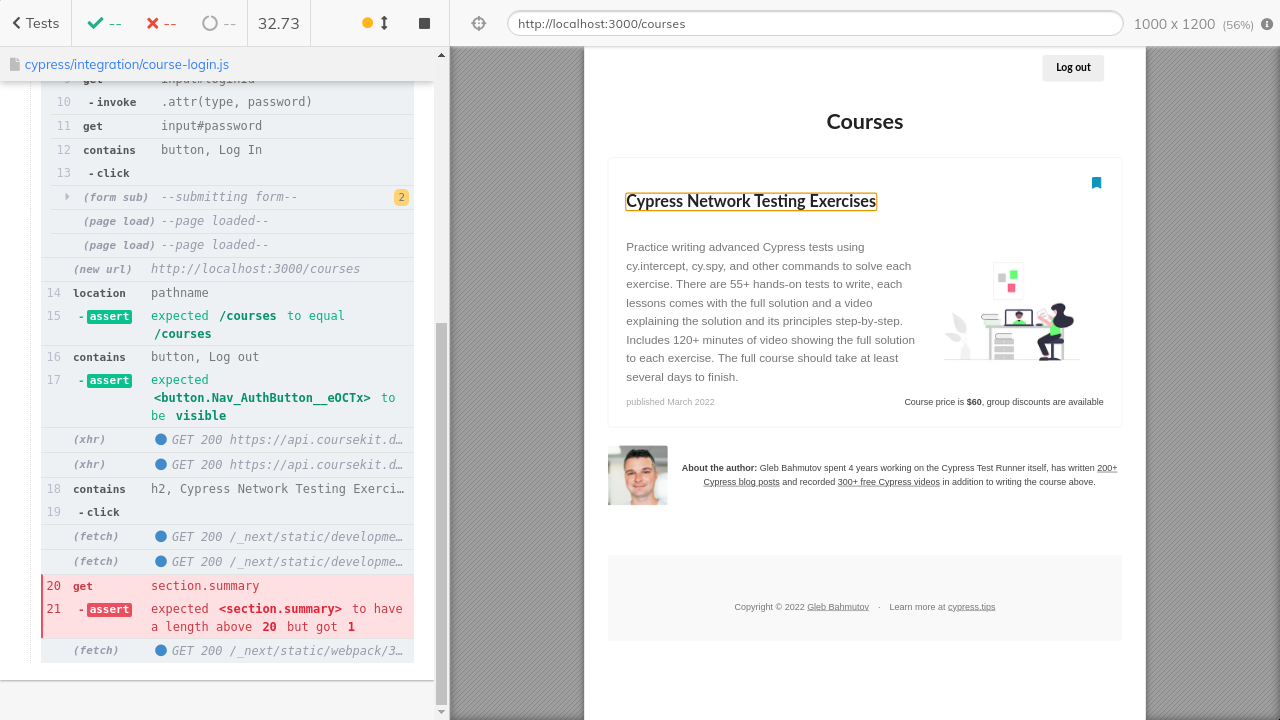 Tests
--
--
--
32.73
cypress/integration/course-login.js
9 get input#loginId
10 -invoke .attr(type, password)
11 get input#password
12 contains button, Log In
13 -click
(form sub) --submitting form-- 2
(page load) --page loaded--
(page load) --page loaded--
(new url) http://localhost:3000/courses
14 location pathname
15 -assert expected /courses to equal
/courses
16 contains button, Log out
17 -assert expected
<button.Nav_AuthButton__eOCTx> to
be visible
(xhr) GET 200 https://api.coursekit.d…
(xhr) GET 200 https://api.coursekit.d…
18 contains h2, Cypress Network Testing Exerci…
19 -click
(fetch) GET 200 /_next/static/developme…
(fetch) GET 200 /_next/static/developme…
20 get section.summary
21 -assert expected <section.summary> to have
a length above 20 but got 1
(fetch) GET 200 /_next/static/webpack/3…
http://localhost:3000/courses
1000 x 1200 (56%)
Log out
Courses
Cypress Network Testing Exercises
Practice writing advanced Cypress tests using
cy.intercept, cy.spy, and other commands to solve each
exercise. There are 55+ hands-on tests to write, each
lessons comes with the full solution and a video
explaining the solution and its principles step-by-step.
Includes 120+ minutes of video showing the full solution
to each exercise. The full course should take at least
several days to finish.
published March 2022
Course price is $60, group discounts are available
About the author: Gleb Bahmutov spent 4 years working on the Cypress Test Runner itself, has written 200+
Cypress blog posts and recorded 300+ free Cypress videos in addition to writing the course above.
Copyright © 2022 Gleb Bahmutov · Learn more at cypress.tips